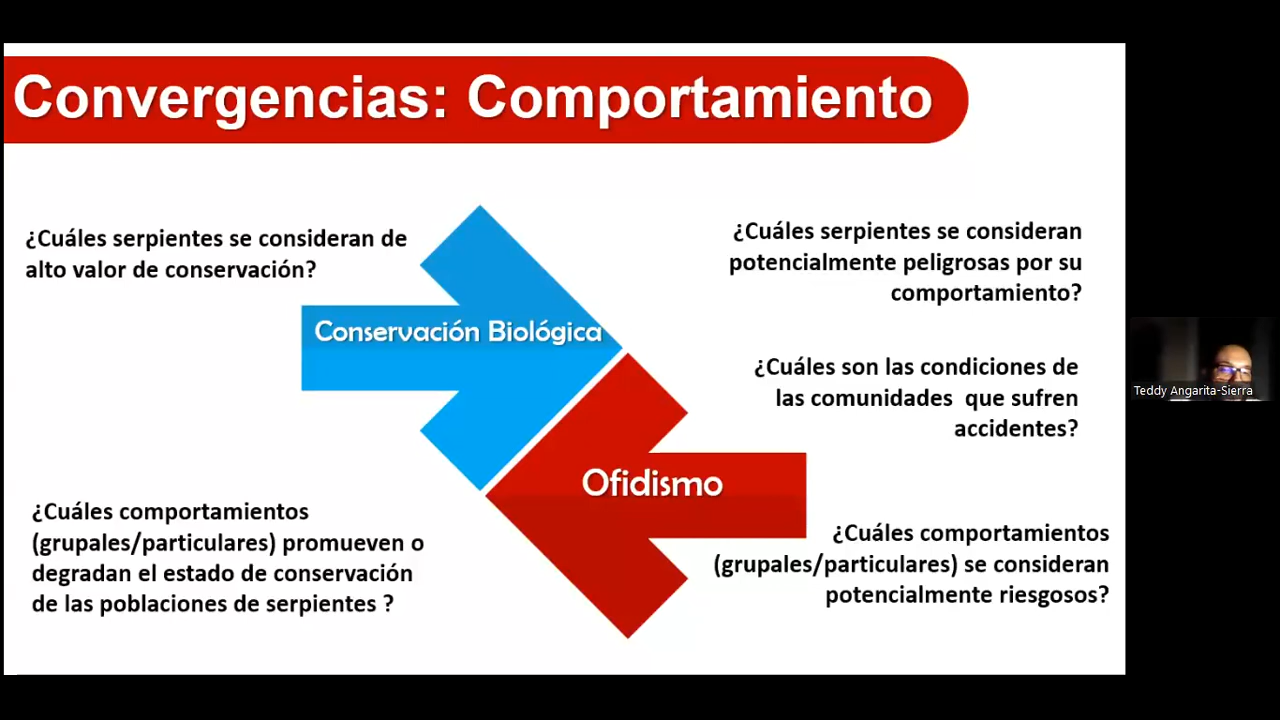 Convergencias: Comportamiento
¿Cuáles serpientes se consideran de
alto valor de conservación?
Conservación Biológica
¿Cuáles comportamientos
(grupales/particulares) promueven o
degradan el estado de conservación
de las poblaciones de serpientes ?
¿Cuáles serpientes se consideran
potencialmente peligrosas por su
comportamiento?
¿Cuáles son las condiciones de
las comunidades  que sufren
accidentes?
Ofidismo
¿Cuáles comportamientos
(grupales/particulares) se consideran
potencialmente riesgosos?
Teddy Angarita-Sierra